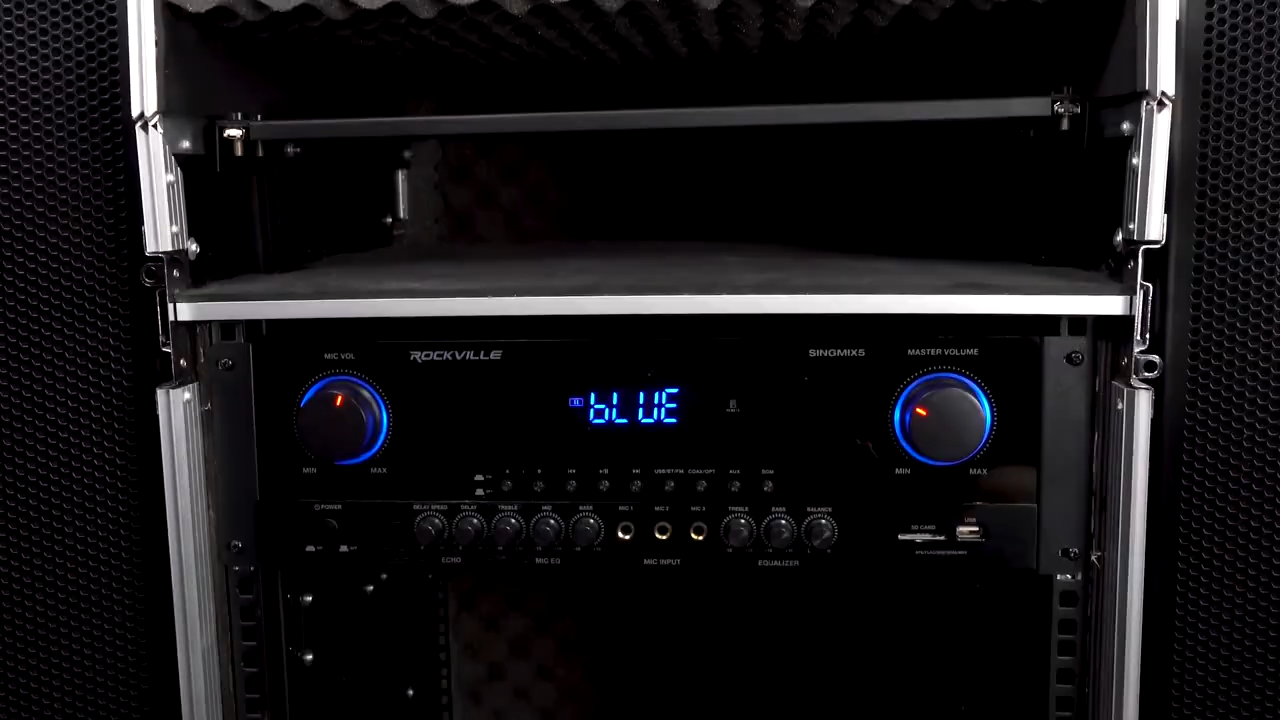 ROCKVILLE
SINGMIX5
MIC VOL
MASTER VOLUME
bLUE
MIN MAX
MIN MAX
A B USB/BT/FM COAX/OPT AUX
POWER
DELAY SPEED DELAY TREBLE MID BASS MIC 1 MIC 2 MIC 3 TREBLE BASS BALANCE
SD CARD USB
ECHO MIC EQ MIC INPUT EQUALIZER